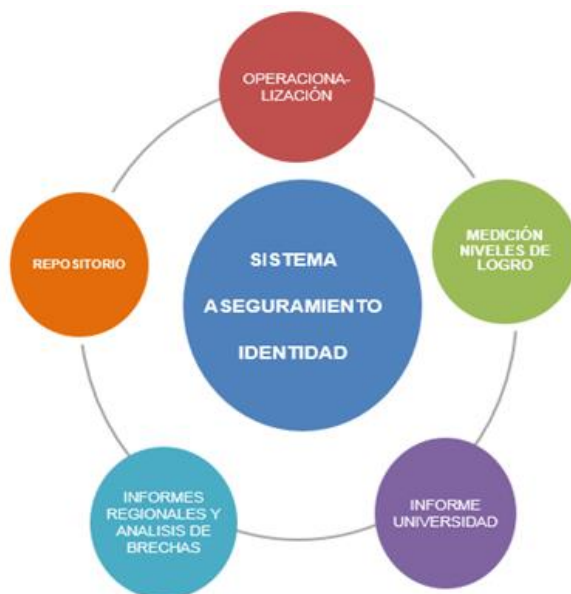 OPERACIONA-
LIZACIÓN
MEDICIÓN
NIVELES DE
LOGRO
INFORME
UNIVERSIDAD
INFORMES
REGIONALES Y
ANALISIS DE
BRECHAS
REPOSITORIO
SISTEMA
ASEGURAMIENTO
IDENTIDAD